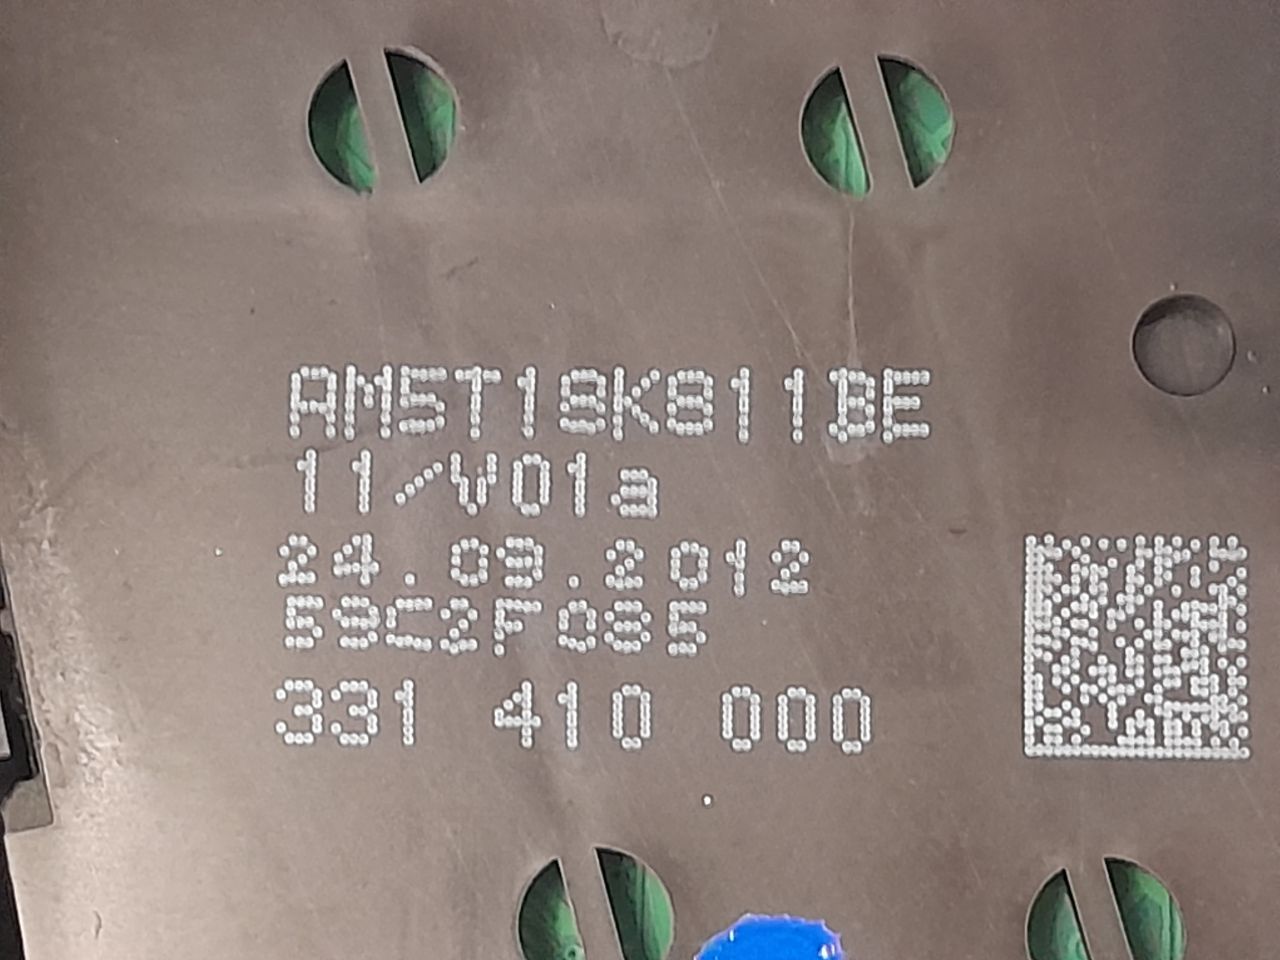 AM5T18K811BE
11/V01a
24.09.2012
59C2F085
331 410 000